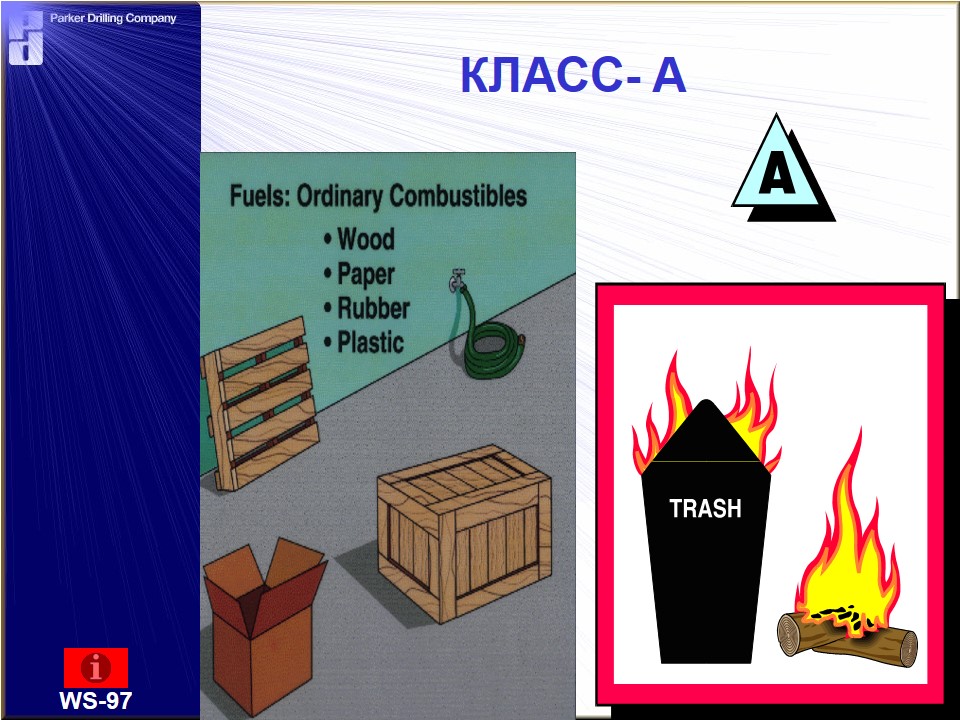 Parker Drilling Company
КЛАСС- А
A
Fuels: Ordinary Combustibles
• Wood
• Paper
• Rubber
• Plastic
TRASH
i
WS-97